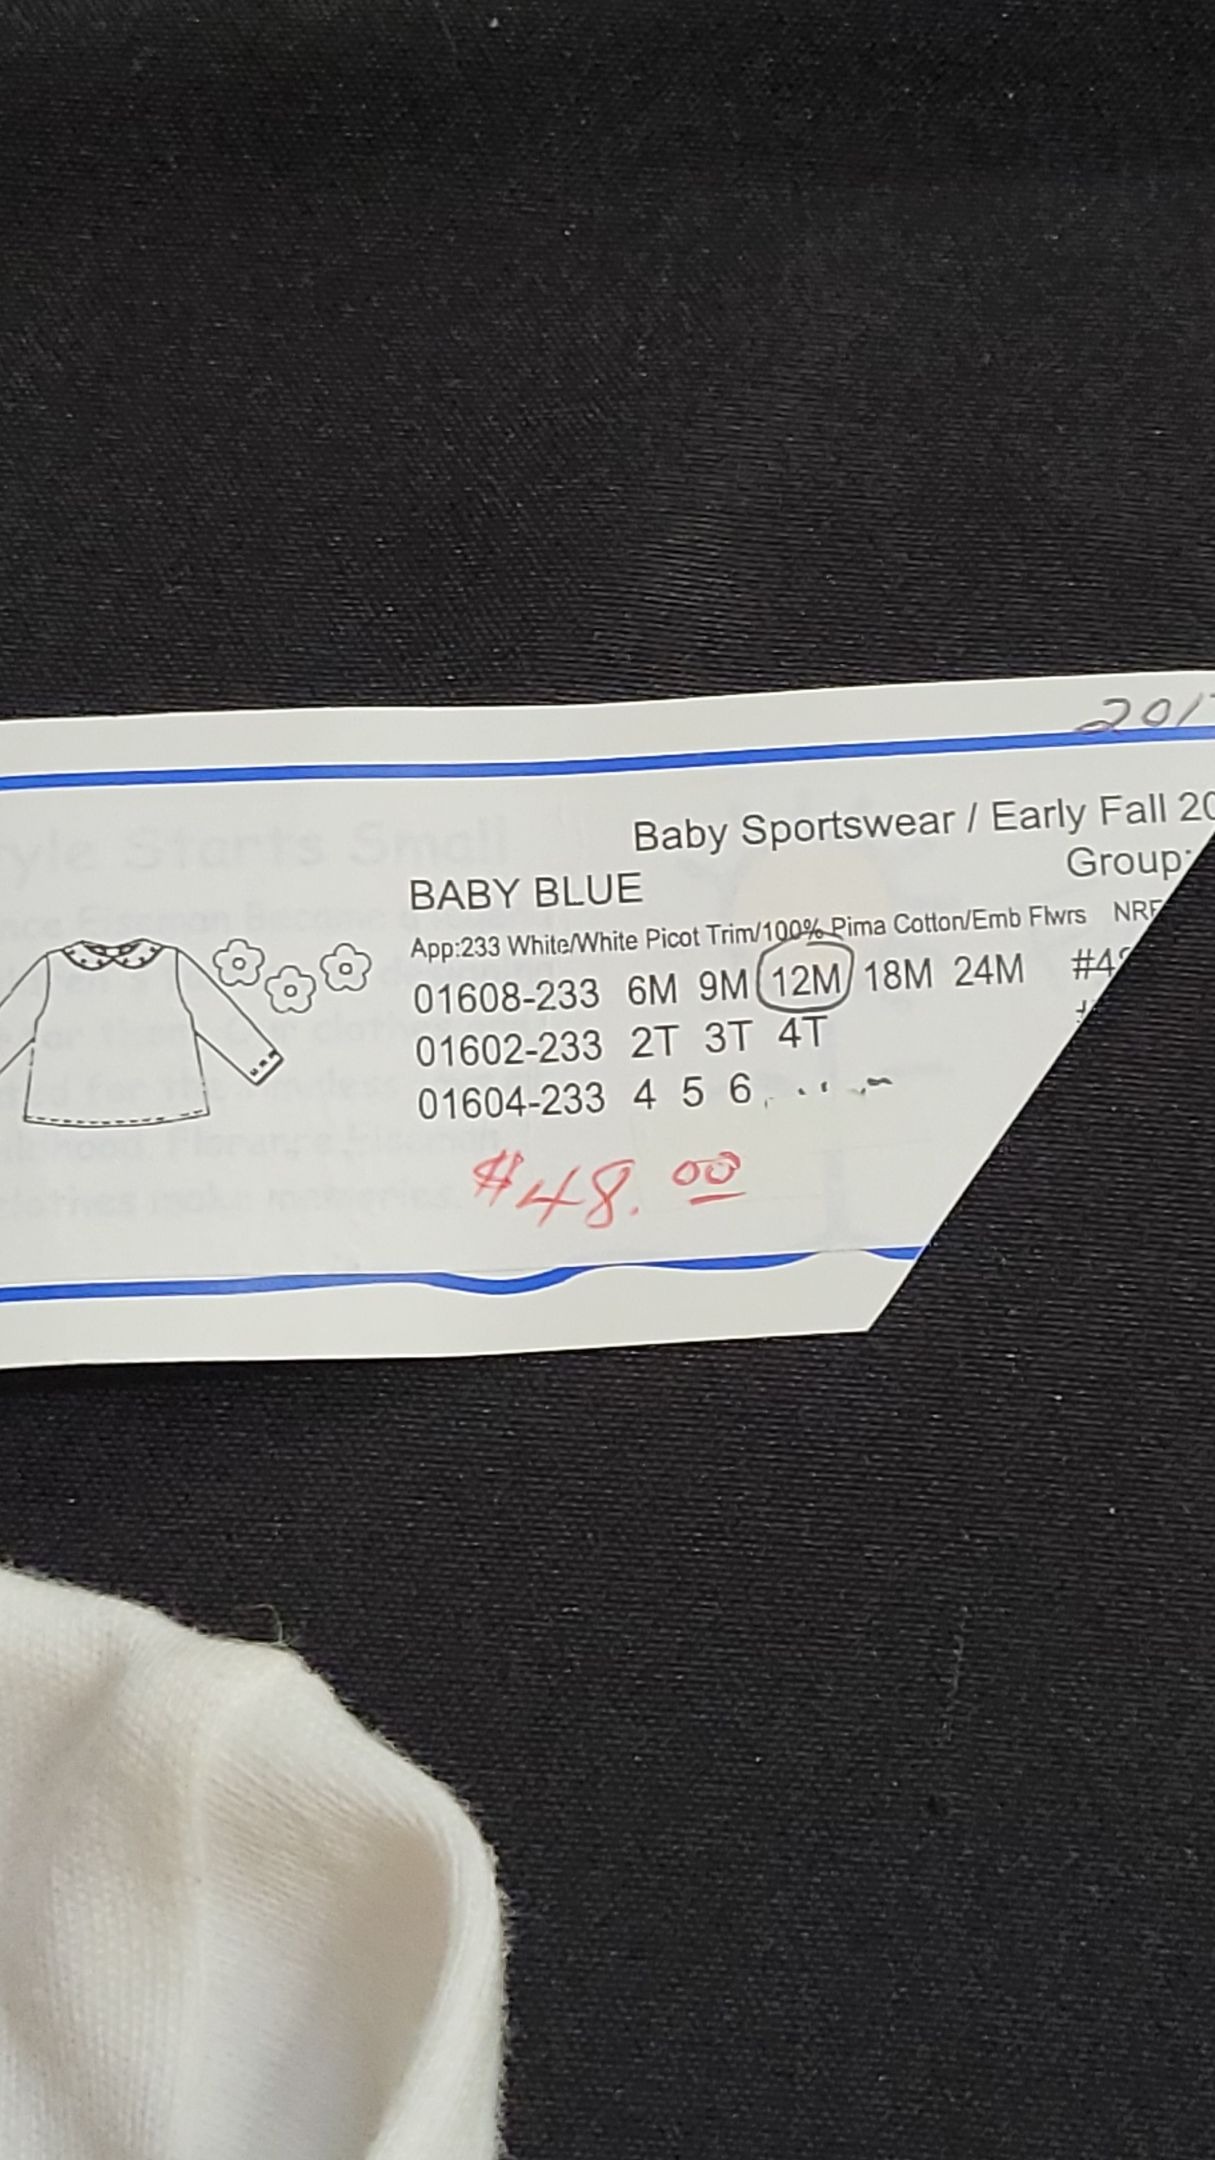 201
Baby Sportswear / Early Fall 20
Group:
BABY BLUE
App:233 White/White Picot Trim/100% Pima Cotton/Emb Flwrs NRF
01608-233 6M 9M 12M 18M 24M #4
01602-233 2T 3T 4T
01604-233 4 5 6
$48.00